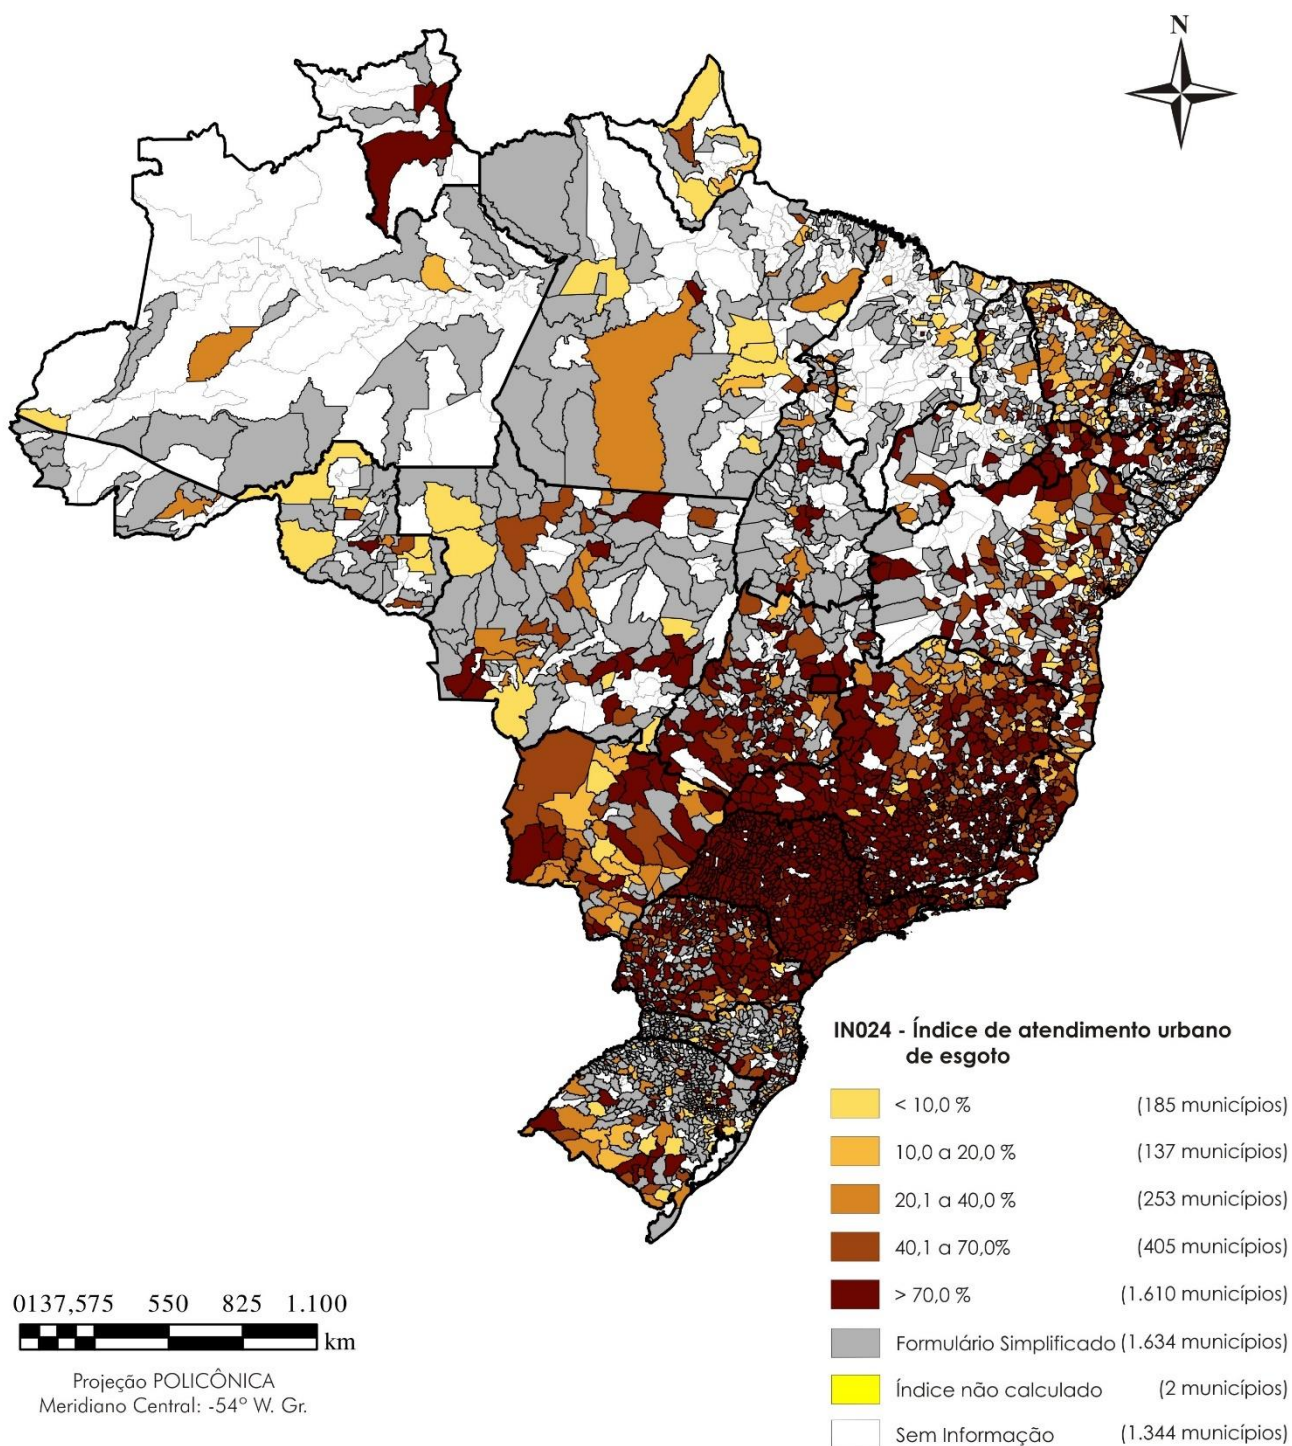 N
IN024 - Índice de atendimento urbano
de esgoto
< 10,0 % (185 municípios)
10,0 a 20,0 % (137 municípios)
20,1 a 40,0 % (253 municípios)
40,1 a 70,0% (405 municípios)
> 70,0 % (1.610 municípios)
Formulário Simplificado (1.634 municípios)
Índice não calculado (2 municípios)
Sem Informação (1.344 municípios)
0137,575 550 825 1.100
km
Projeção POLICÔNICA
Meridiano Central: -54° W. Gr.